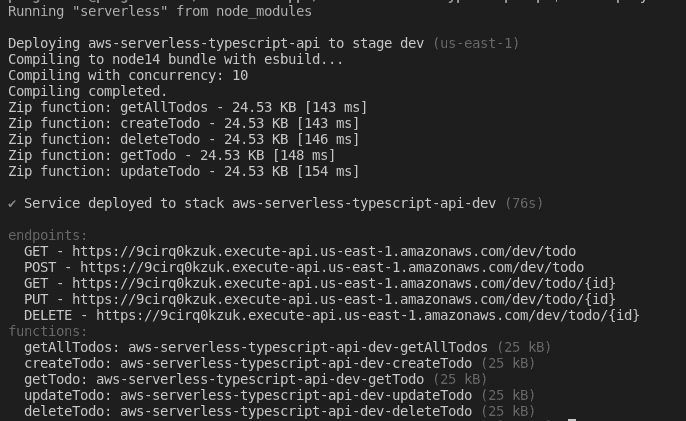 Running "serverless" from node_modules
Deploying aws-serverless-typescript-api to stage dev (us-east-1)
Compiling to node14 bundle with esbuild...
Compiling with concurrency: 10
Compiling completed.
Zip function: getAllTodos - 24.53 KB [143 ms]
Zip function: createTodo - 24.53 KB [143 ms]
Zip function: deleteTodo - 24.53 KB [146 ms]
Zip function: getTodo - 24.53 KB [148 ms]
Zip function: updateTodo - 24.53 KB [154 ms]
✔ Service deployed to stack aws-serverless-typescript-api-dev (76s)
endpoints:
GET - https://9cirq0kzuk.execute-api.us-east-1.amazonaws.com/dev/todo
POST - https://9cirq0kzuk.execute-api.us-east-1.amazonaws.com/dev/todo
GET - https://9cirq0kzuk.execute-api.us-east-1.amazonaws.com/dev/todo/{id}
PUT - https://9cirq0kzuk.execute-api.us-east-1.amazonaws.com/dev/todo/{id}
DELETE - https://9cirq0kzuk.execute-api.us-east-1.amazonaws.com/dev/todo/{id}
functions:
getAllTodos: aws-serverless-typescript-api-dev-getAllTodos (25 kB)
createTodo: aws-serverless-typescript-api-dev-createTodo (25 kB)
getTodo: aws-serverless-typescript-api-dev-getTodo (25 kB)
updateTodo: aws-serverless-typescript-api-dev-updateTodo (25 kB)
deleteTodo: aws-serverless-typescript-api-dev-deleteTodo (25 kB)